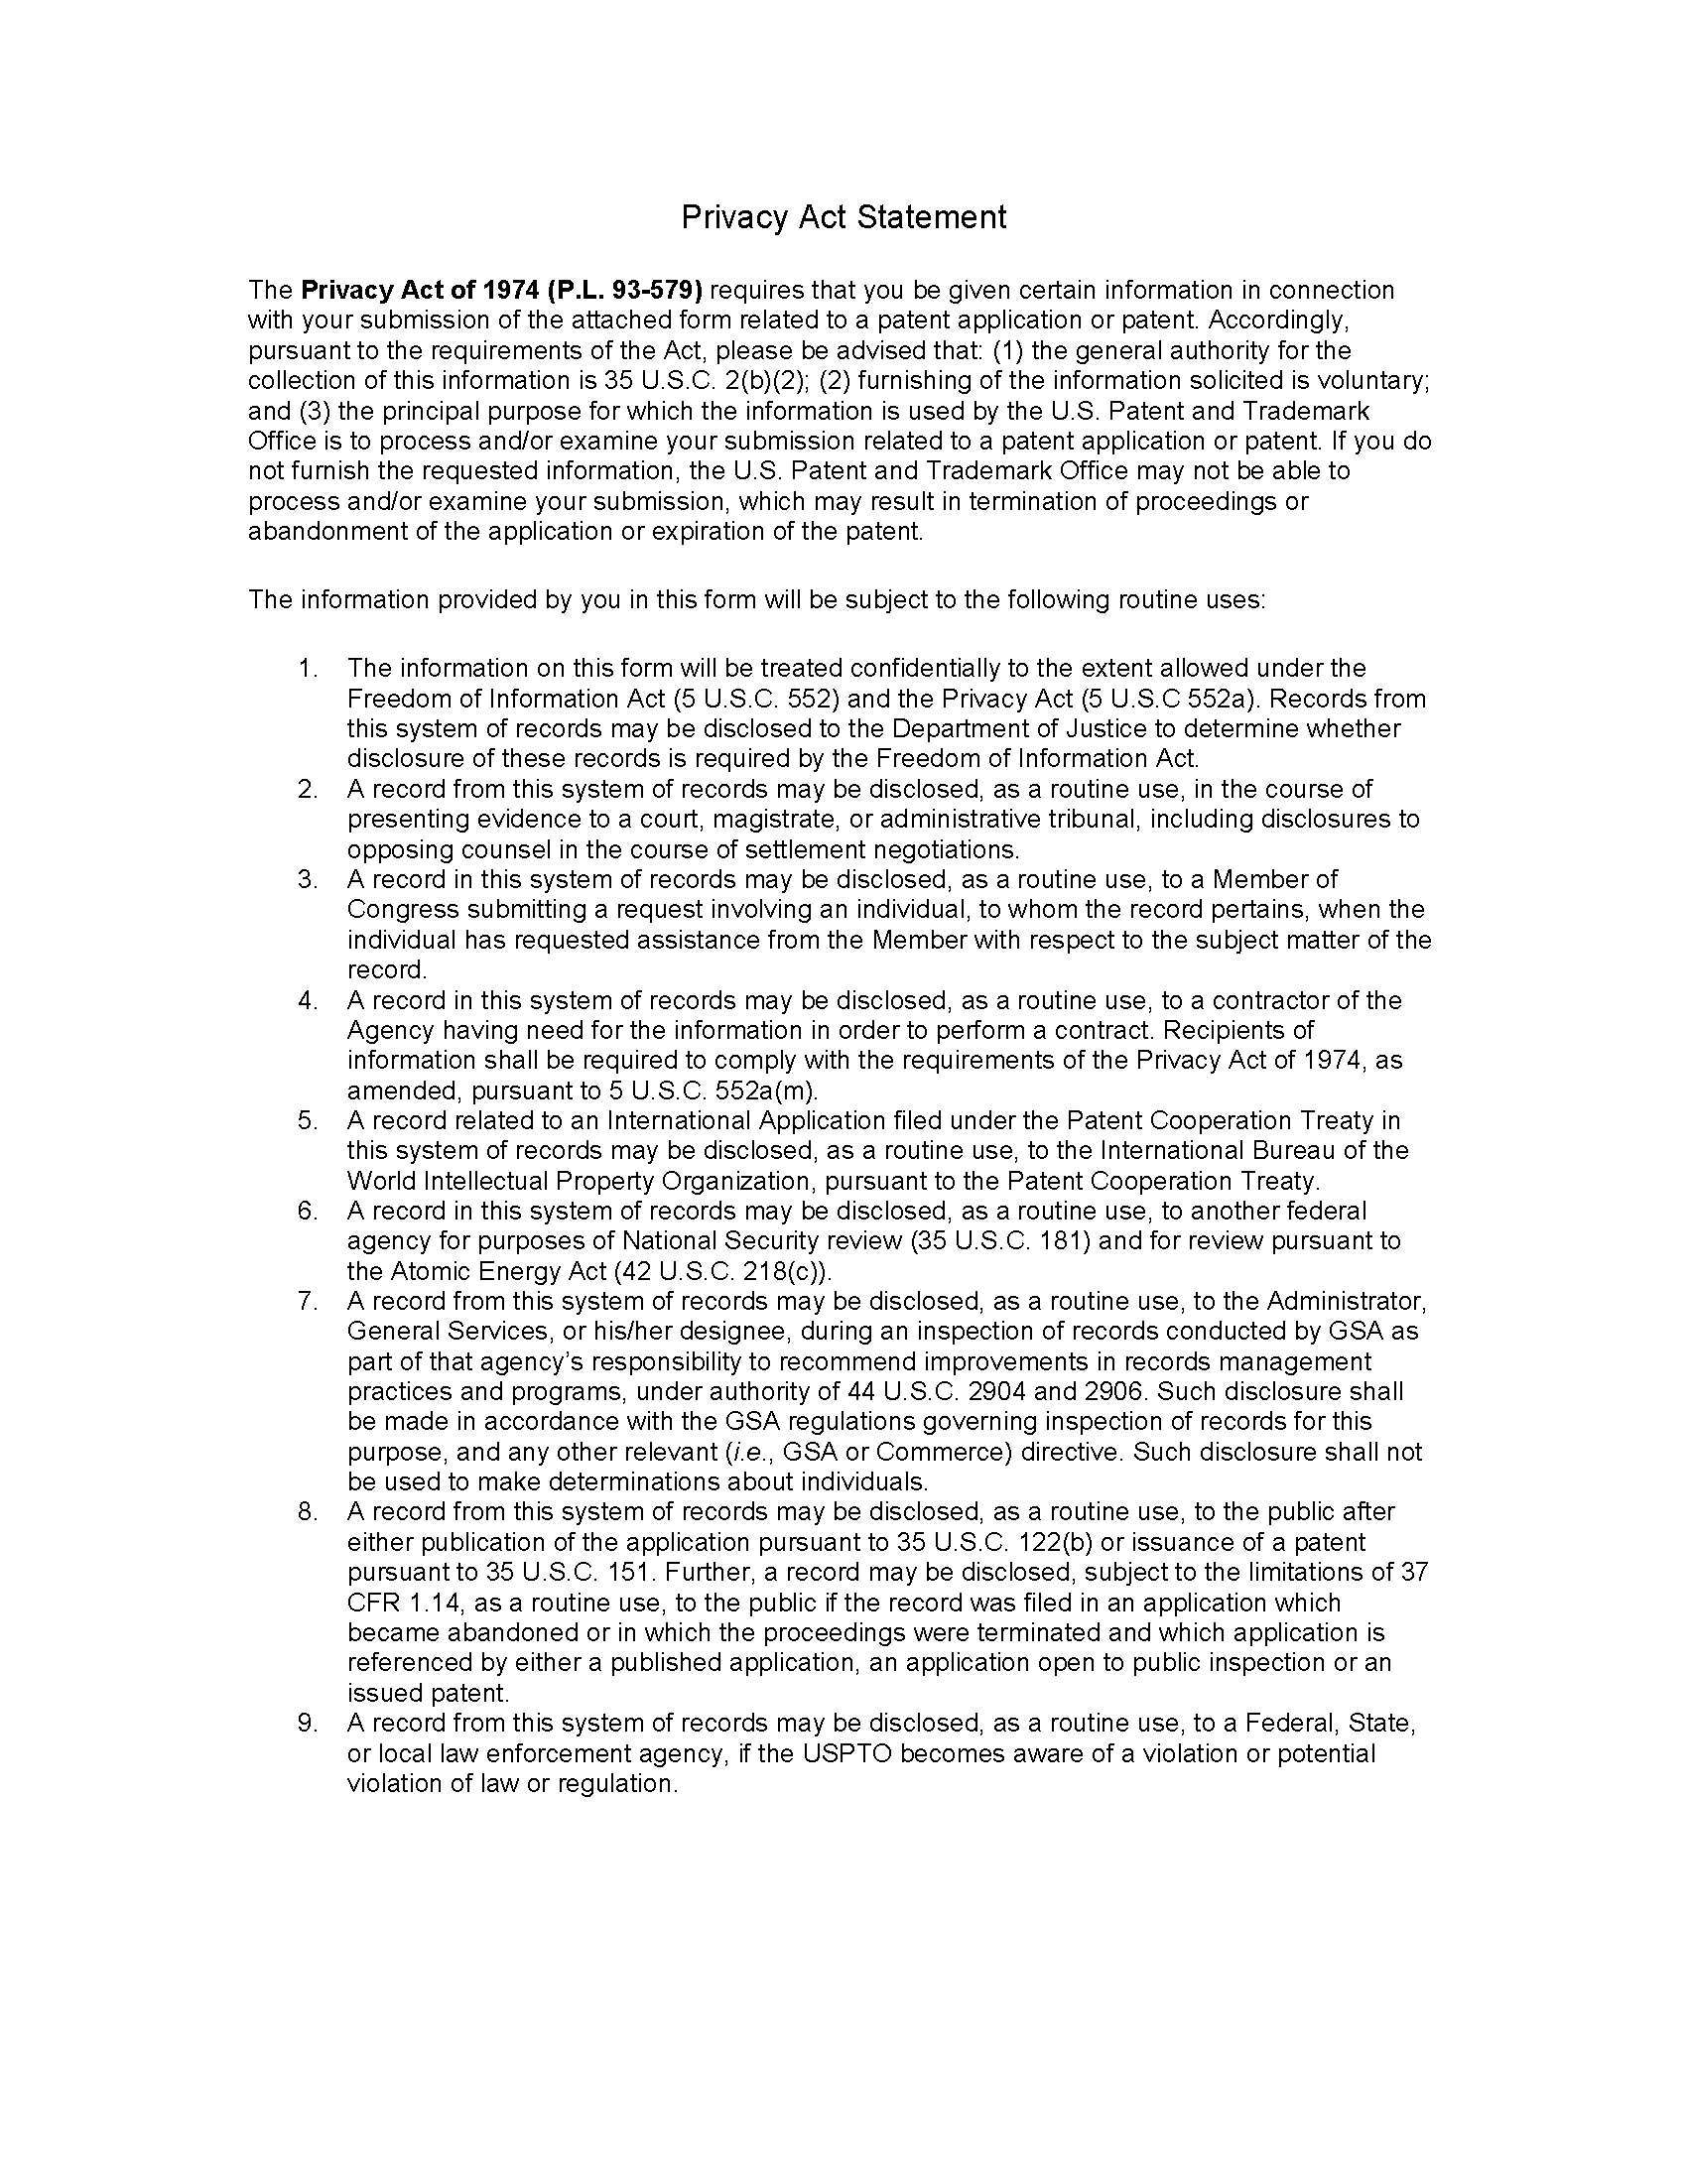 Privacy Act Statement
The Privacy Act of 1974 (P.L. 93-579) requires that you be given certain information in connection
with your submission of the attached form related to a patent application or patent. Accordingly,
pursuant to the requirements of the Act, please be advised that: (1) the general authority for the
collection of this information is 35 U.S.C. 2(b)(2); (2) furnishing of the information solicited is voluntary;
and (3) the principal purpose for which the information is used by the U.S. Patent and Trademark
Office is to process and/or examine your submission related to a patent application or patent. If you do
not furnish the requested information, the U.S. Patent and Trademark Office may not be able to
process and/or examine your submission, which may result in termination of proceedings or
abandonment of the application or expiration of the patent.
The information provided by you in this form will be subject to the following routine uses:
1. The information on this form will be treated confidentially to the extent allowed under the
Freedom of Information Act (5 U.S.C. 552) and the Privacy Act (5 U.S.C 552a). Records from
this system of records may be disclosed to the Department of Justice to determine whether
disclosure of these records is required by the Freedom of Information Act.
2. A record from this system of records may be disclosed, as a routine use, in the course of
presenting evidence to a court, magistrate, or administrative tribunal, including disclosures to
opposing counsel in the course of settlement negotiations.
3. A record in this system of records may be disclosed, as a routine use, to a Member of
Congress submitting a request involving an individual, to whom the record pertains, when the
individual has requested assistance from the Member with respect to the subject matter of the
record.
4. A record in this system of records may be disclosed, as a routine use, to a contractor of the
Agency having need for the information in order to perform a contract. Recipients of
information shall be required to comply with the requirements of the Privacy Act of 1974, as
amended, pursuant to 5 U.S.C. 552a(m).
5. A record related to an International Application filed under the Patent Cooperation Treaty in
this system of records may be disclosed, as a routine use, to the International Bureau of the
World Intellectual Property Organization, pursuant to the Patent Cooperation Treaty.
6. A record in this system of records may be disclosed, as a routine use, to another federal
agency for purposes of National Security review (35 U.S.C. 181) and for review pursuant to
the Atomic Energy Act (42 U.S.C. 218(c)).
7. A record from this system of records may be disclosed, as a routine use, to the Administrator,
General Services, or his/her designee, during an inspection of records conducted by GSA as
part of that agency’s responsibility to recommend improvements in records management
practices and programs, under authority of 44 U.S.C. 2904 and 2906. Such disclosure shall
be made in accordance with the GSA regulations governing inspection of records for this
purpose, and any other relevant (i.e., GSA or Commerce) directive. Such disclosure shall not
be used to make determinations about individuals.
8. A record from this system of records may be disclosed, as a routine use, to the public after
either publication of the application pursuant to 35 U.S.C. 122(b) or issuance of a patent
pursuant to 35 U.S.C. 151. Further, a record may be disclosed, subject to the limitations of 37
CFR 1.14, as a routine use, to the public if the record was filed in an application which
became abandoned or in which the proceedings were terminated and which application is
referenced by either a published application, an application open to public inspection or an
issued patent.
9. A record from this system of records may be disclosed, as a routine use, to a Federal, State,
or local law enforcement agency, if the USPTO becomes aware of a violation or potential
violation of law or regulation.